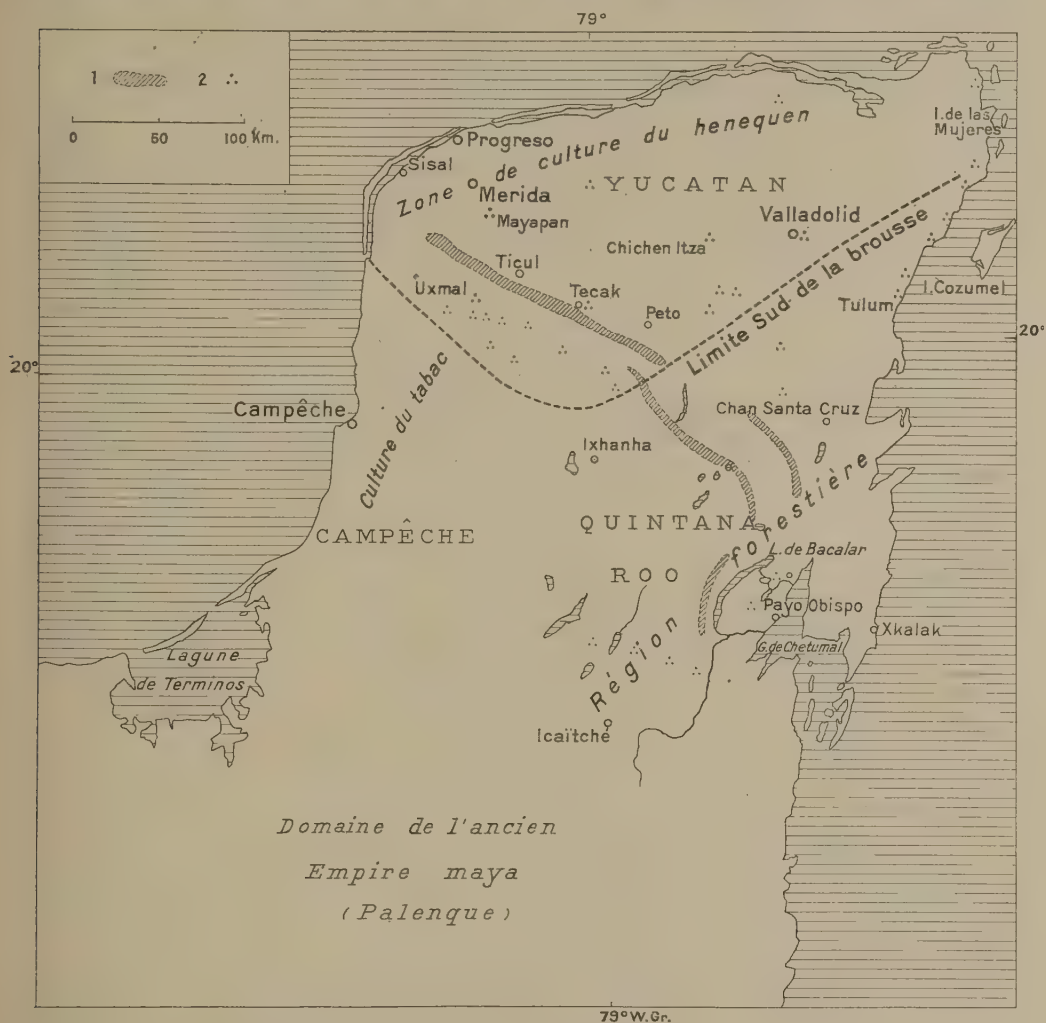 79°
1 2
0 50 100 Km.
I. de las
Mujeres
Progreso
Sisal
Zone de culture du henequen
Merida
YUCATAN
Mayapan
Valladolid
Chichen Itza
Ticul
Uxmal
Tecak
Peto
Limite Sud de la brousse
I. Cozumel
Tulum
20°
20°
Campêche
Culture du tabac
Chan Santa Cruz
Ixhanha
CAMPÊCHE
QUINTANA
ROO
Région forestière
L. de Bacalar
Payo Obispo
Xkalak
G. de Chetumal
Lagune
de Terminos
Icaïtché
Domaine de l'ancien
Empire maya
(Palenque)
79° W. Gr.